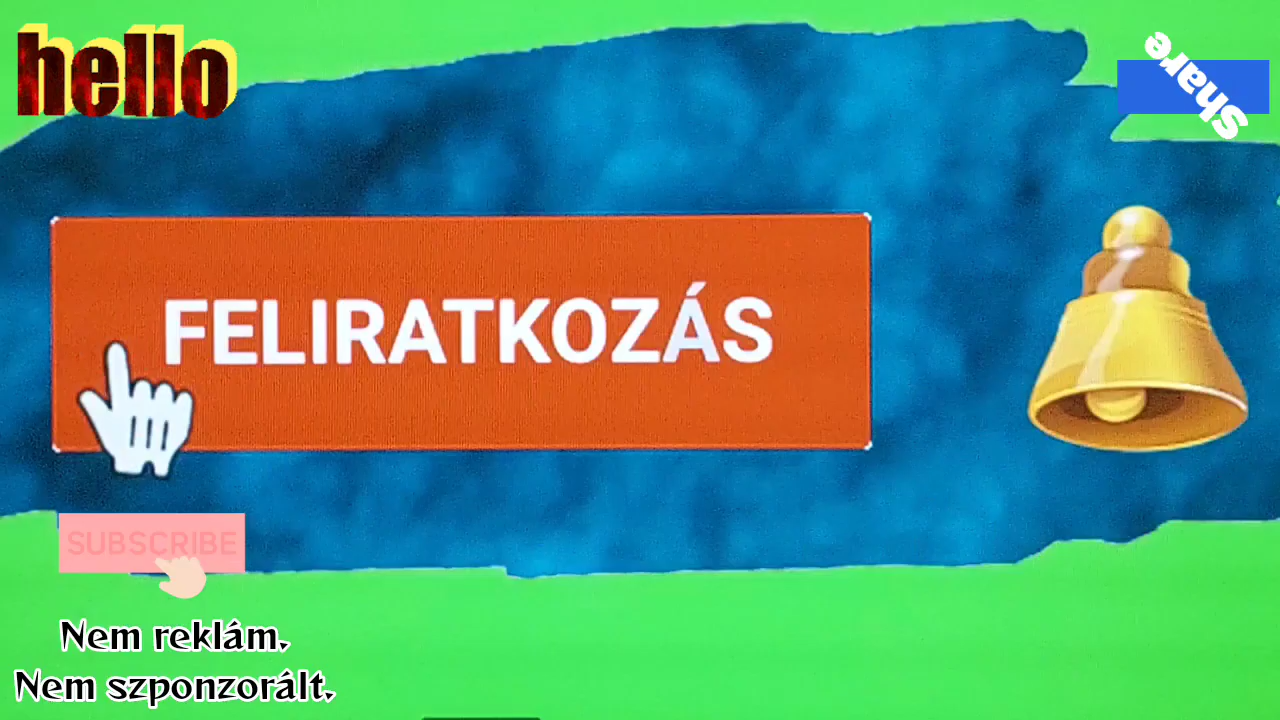 hello
share
FELIRATKOZÁS
SUBSCRIBE
Nem reklám.
Nem szponzorált.